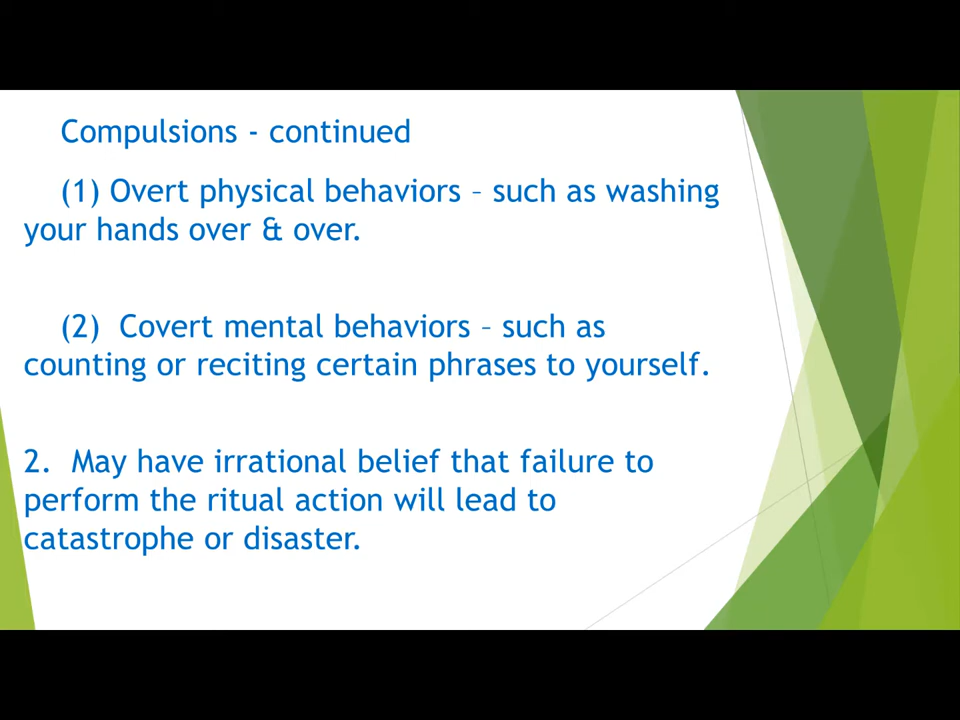 Compulsions - continued
(1) Overt physical behaviors – such as washing
your hands over & over.
(2) Covert mental behaviors – such as
counting or reciting certain phrases to yourself.
2. May have irrational belief that failure to
perform the ritual action will lead to
catastrophe or disaster.